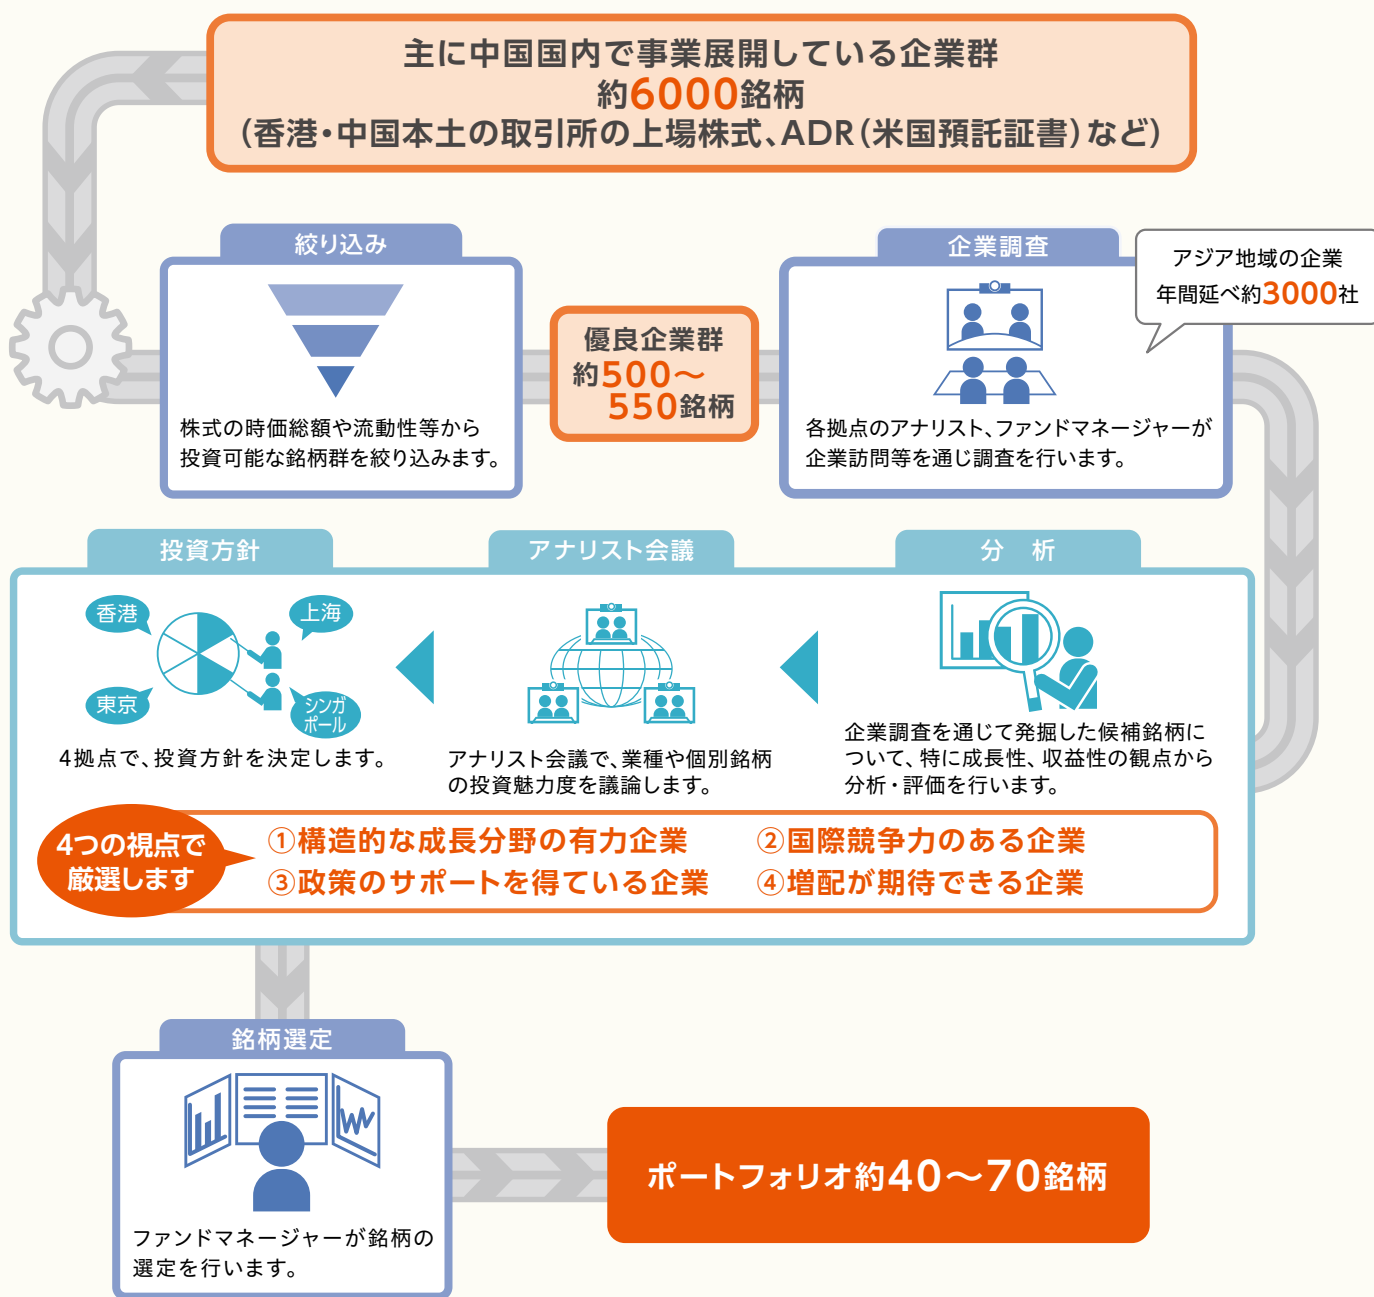 主に中国国内で事業展開している企業群
約6000銘柄
(香港・中国本土の取引所の上場株式、ADR(米国預託証書)など)
絞り込み
株式の時価総額や流動性等から
投資可能な銘柄群を絞り込みます。
優良企業群
約500〜
550銘柄
企業調査
アジア地域の企業
年間延べ約3000社
各拠点のアナリスト、ファンドマネージャーが
企業訪問等を通じ調査を行います。
分 析
企業調査を通じて発掘した候補銘柄に
ついて、特に成長性、収益性の観点から
分析・評価を行います。
アナリスト会議
アナリスト会議で、業種や個別銘柄
の投資魅力度を議論します。
投資方針
香港
上海
東京
シンガ
ポール
4拠点で、投資方針を決定します。
4つの視点で
厳選します
①構造的な成長分野の有力企業
②国際競争力のある企業
③政策のサポートを得ている企業
④増配が期待できる企業
銘柄選定
ファンドマネージャーが銘柄の
選定を行います。
ポートフォリオ約40〜70銘柄